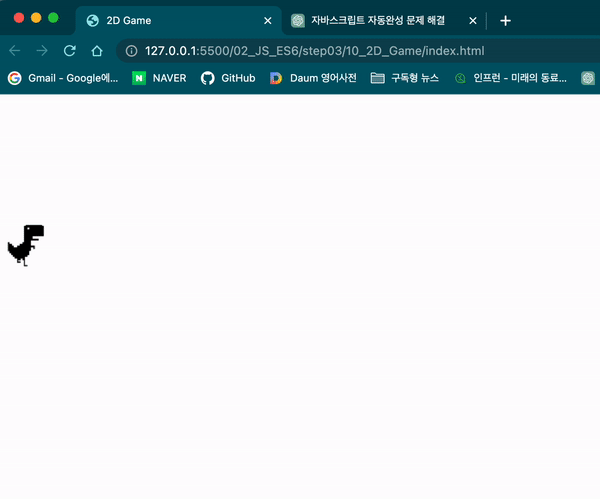 2D Game
자바스크립트 자동완성 문제 해결
127.0.0.1:5500/02_JS_ES6/step03/10_2D_Game/index.html
Gmail - Google에... NAVER GitHub Daum 영어사전 구독형 뉴스 인프런 - 미래의 동료...